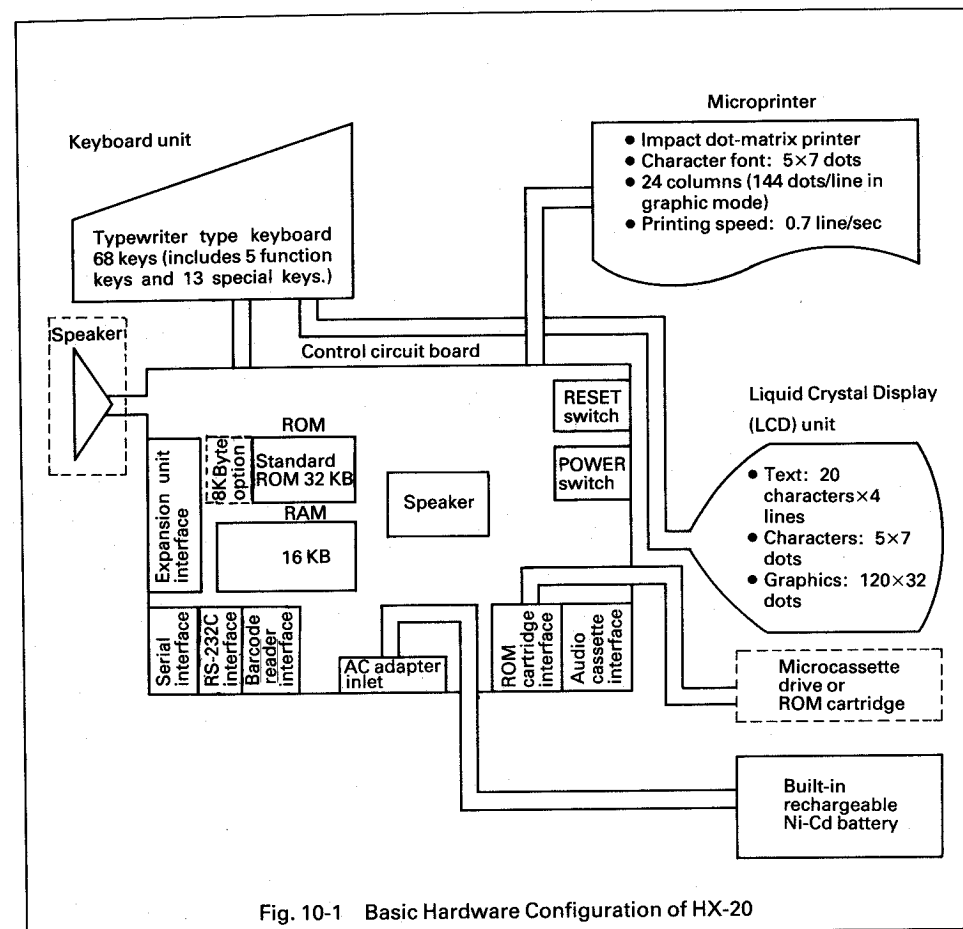 Microprinter
Keyboard unit
● Impact dot-matrix printer
● Character font: 5×7 dots
● 24 columns (144 dots/line in
graphic mode)
● Printing speed: 0.7 line/sec
Typewriter type keyboard
68 keys (includes 5 function
keys and 13 special keys.)
Speaker
Control circuit board
RESET
switch
POWER
switch
ROM
8KByte
option
Standard
ROM 32 KB
RAM
16 KB
Speaker
Expansion unit
interface
Liquid Crystal Display
(LCD) unit
● Text: 20
characters×4
lines
● Characters: 5×7
dots
● Graphics: 120×32
dots
Serial
interface
RS-232C
interface
Barcode
reader
interface
AC adapter
inlet
ROM
cartridge
interface
Audio
cassette
interface
Microcassette
drive or
ROM cartridge
Built-in
rechargeable
Ni-Cd battery
Fig. 10-1 Basic Hardware Configuration of HX-20